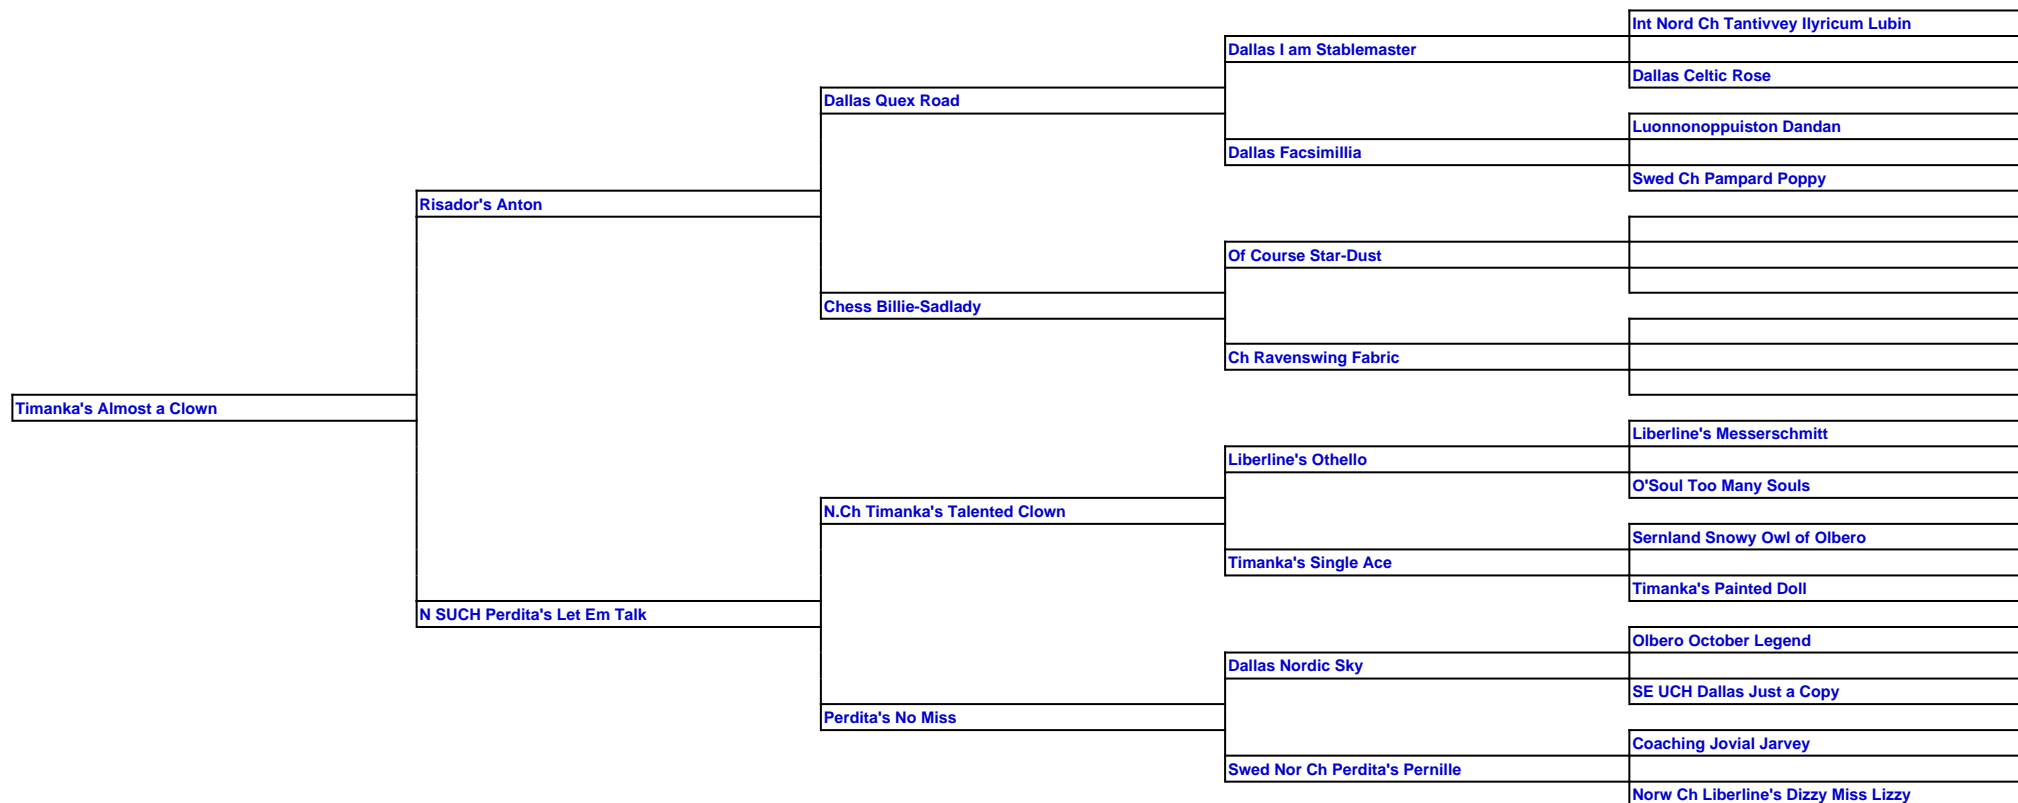 Int Nord Ch Tantivvey Ilyricum Lubin
Dallas I am Stablemaster
Dallas Celtic Rose
Dallas Quex Road
Luonnonoppuiston Dandan
Dallas Facsimillia
Swed Ch Pampard Poppy
Risador's Anton
Of Course Star-Dust
Chess Billie-Sadlady
Ch Ravenswing Fabric
Timanka's Almost a Clown
Liberline's Messerschmitt
Liberline's Othello
O'Soul Too Many Souls
N.Ch Timanka's Talented Clown
Sernland Snowy Owl of Olbero
Timanka's Single Ace
Timanka's Painted Doll
N SUCH Perdita's Let Em Talk
Olbero October Legend
Dallas Nordic Sky
SE UCH Dallas Just a Copy
Perdita's No Miss
Coaching Jovial Jarvey
Swed Nor Ch Perdita's Pernille
Norw Ch Liberline's Dizzy Miss Lizzy